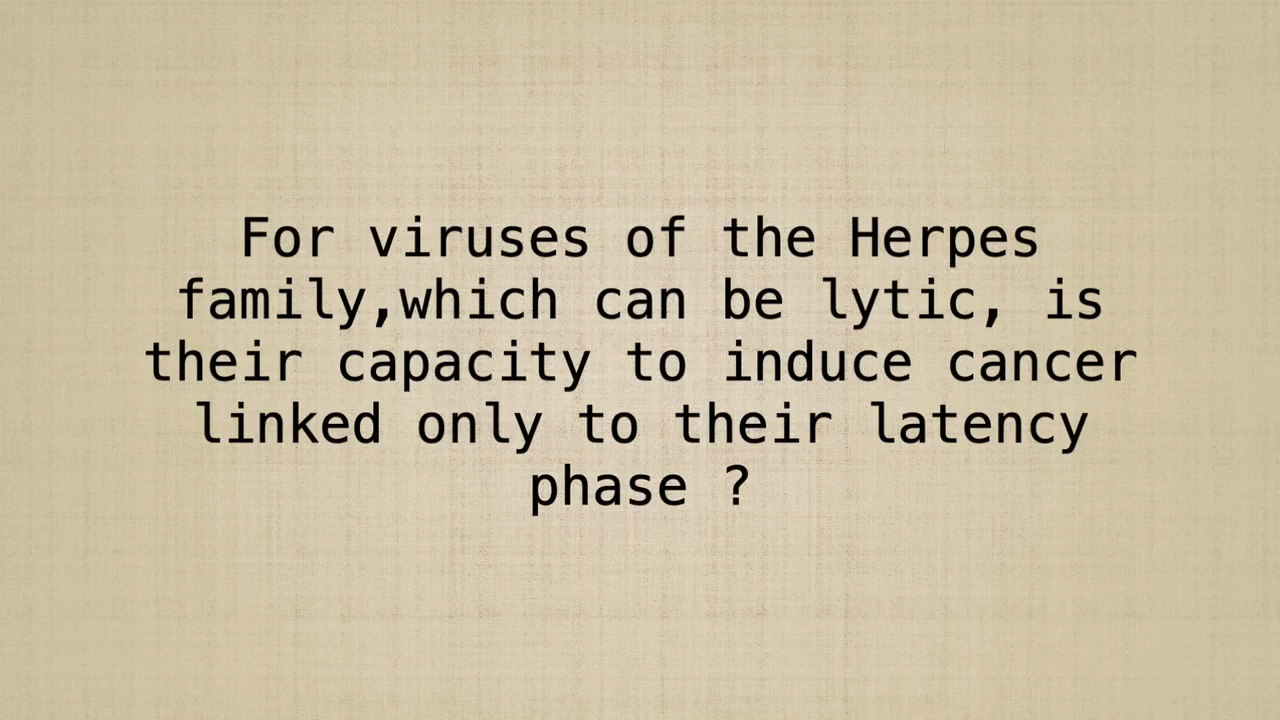 For viruses of the Herpes
family,which can be lytic, is
their capacity to induce cancer
linked only to their latency
phase ?